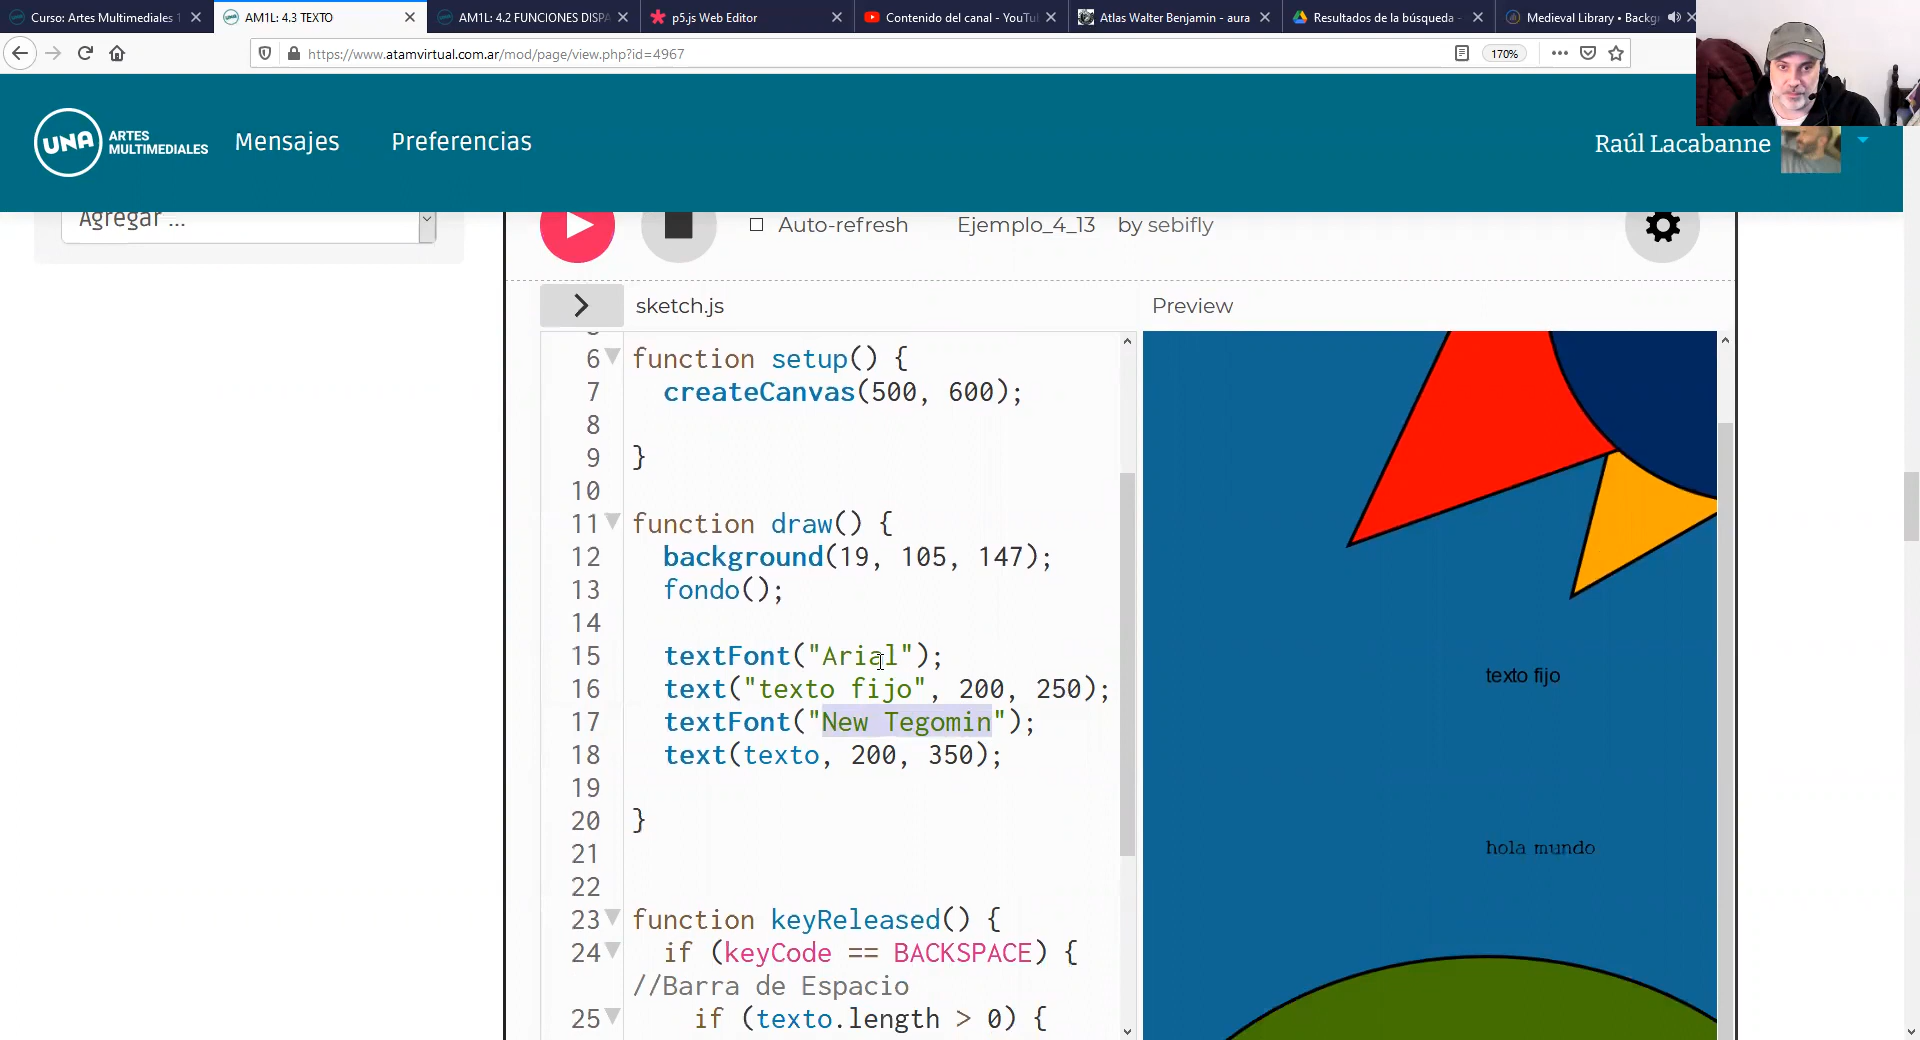 Curso: Artes Multimediales 1
AM1L: 4.3 TEXTO
AM1L: 4.2 FUNCIONES DISPA
p5.js Web Editor
Contenido del canal - YouTu
Atlas Walter Benjamin - aura
Resultados de la búsqueda -
Medieval Library • Backg
https://www.atamvirtual.com.ar/mod/page/view.php?id=4967
170%
UNA ARTES
MULTIMEDIALES
Mensajes
Preferencias
Raúl Lacabanne
Agregar ...
Auto-refresh
Ejemplo_4_13
by sebifly
sketch.js
Preview
6 function setup() {
7 createCanvas(500, 600);
8
9 }
10
11 function draw() {
12 background(19, 105, 147);
13 fondo();
14
15 textFont("Arial");
16 text("texto fijo", 200, 250);
17 textFont("New Tegomin");
18 text(texto, 200, 350);
19
20 }
21
22
23 function keyReleased() {
24 if (keyCode == BACKSPACE) {
//Barra de Espacio
25 if (texto.length > 0) {
texto fijo
hola mundo